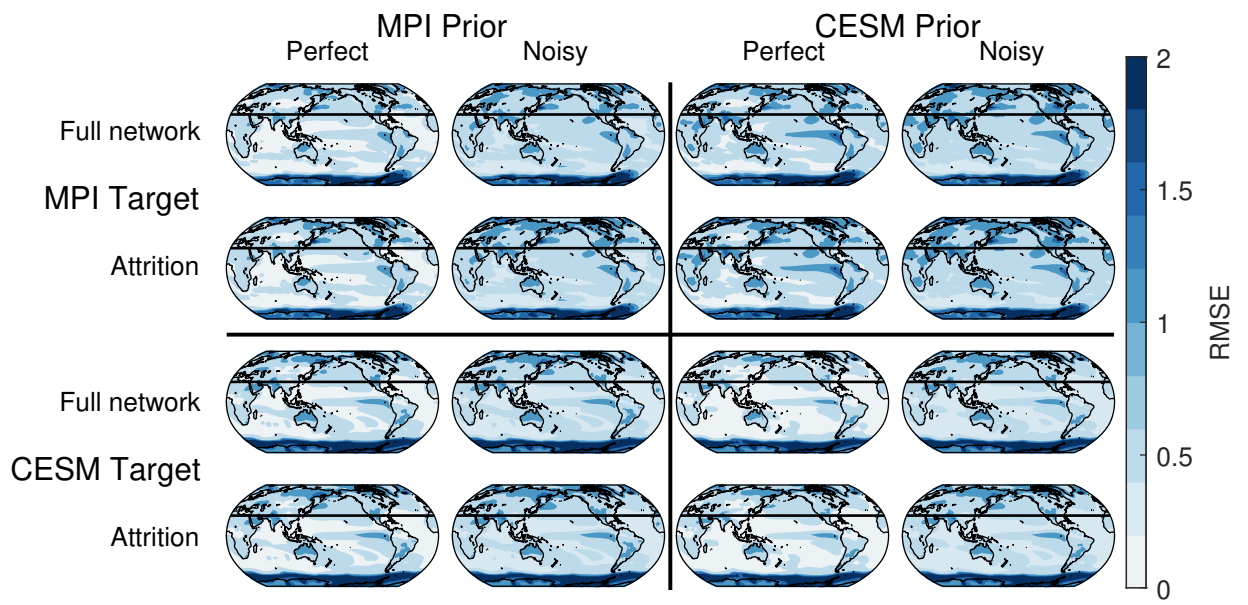 MPI Prior
CESM Prior
Perfect
Noisy
Perfect
Noisy
Full network
MPI Target
Attrition
Full network
CESM Target
Attrition
2
1.5
1
0.5
0
RMSE